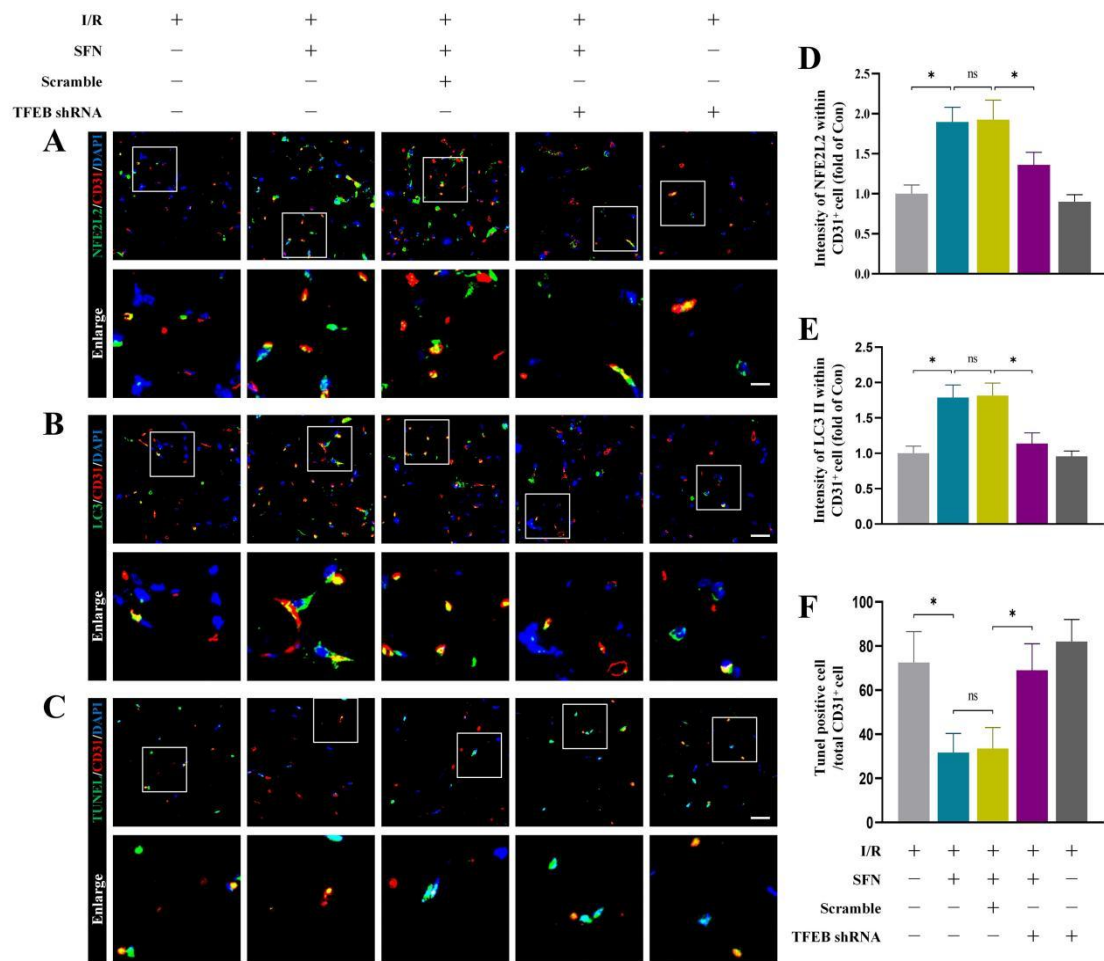 I/R + + + + +
SFN − + + + −
Scramble − − + − −
TFEB shRNA − − − + +
A
NFE2L2/CD31/DAPI
Enlarge
B
LC3/CD31/DAPI
Enlarge
C
TUNEL/CD31/DAPI
Enlarge
D
Intensity of NFE2L2 within
CD31⁺ cell (fold of Con)
2.5
2.0
1.5
1.0
0.5
0.0
* ns *
E
Intensity of LC3 II within
CD31⁺ cell (fold of Con)
2.5
2.0
1.5
1.0
0.5
0.0
* ns *
F
Tunel positive cell
/total CD31⁺ cell
100
80
60
40
20
0
* ns *
I/R + + + + +
SFN − + + + −
Scramble − − + − −
TFEB shRNA − − − + +